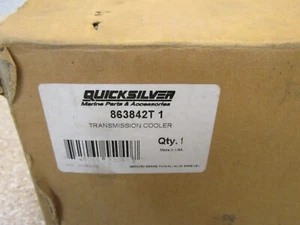 QUICKSILVER
Marine Parts & Accessories
863842T 1
TRANSMISSION COOLER
Qty. 1
Made in USA